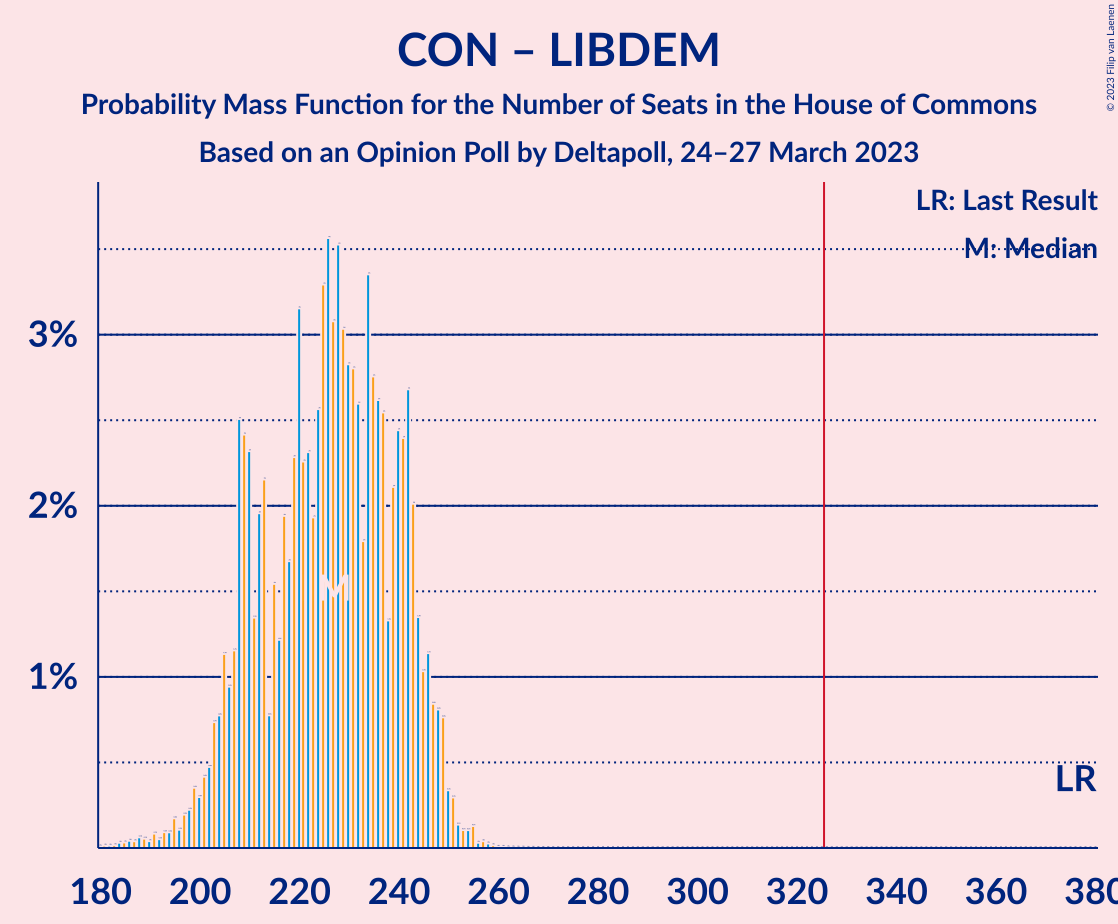 CON – LIBDEM
Probability Mass Function for the Number of Seats in the House of Commons
Based on an Opinion Poll by Deltapoll, 24–27 March 2023
© 2023 Filip van Laenen
LR: Last Result
M: Median
3%
2%
1%
M
LR
180 200 220 240 260 280 300 320 340 360 380